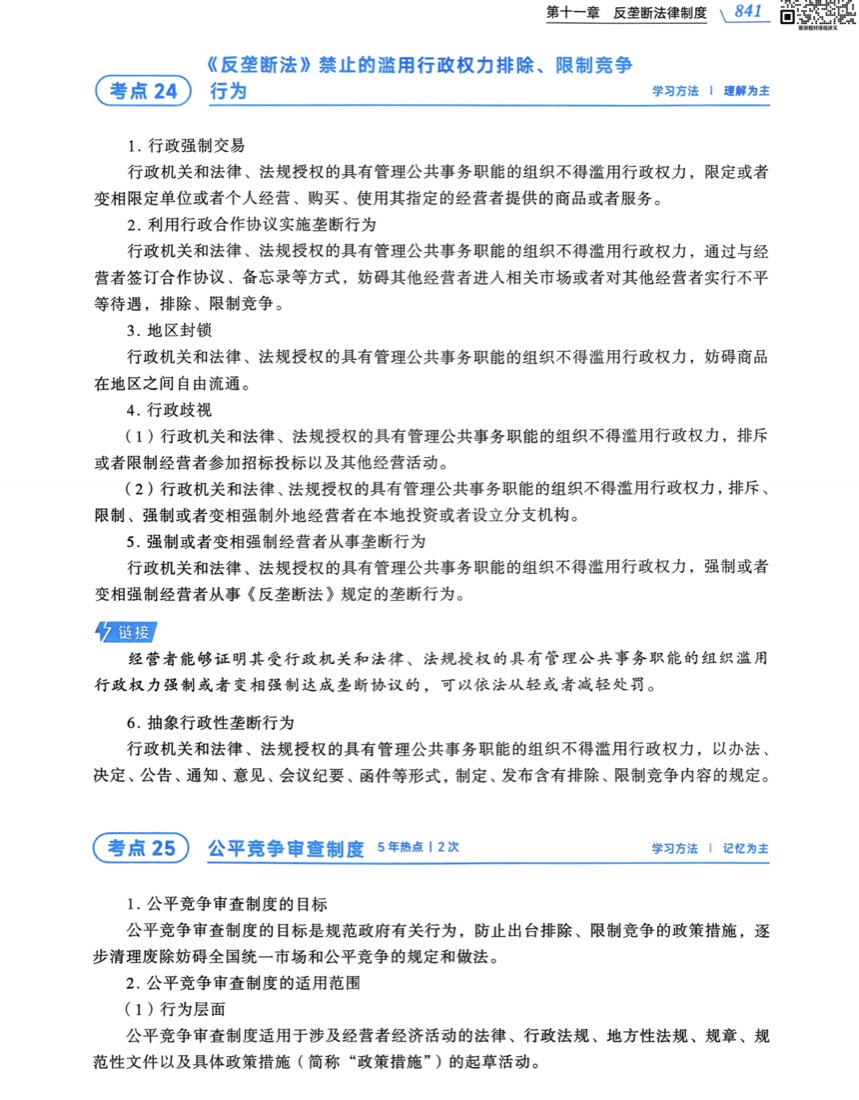 第十一章 反垄断法律制度 841
《反垄断法》禁止的滥用行政权力排除、限制竞争
考点 24 行为 学习方法 | 理解为主
1. 行政强制交易
行政机关和法律、法规授权的具有管理公共事务职能的组织不得滥用行政权力，限定或者
变相限定单位或者个人经营、购买、使用其指定的经营者提供的商品或者服务。
2. 利用行政合作协议实施垄断行为
行政机关和法律、法规授权的具有管理公共事务职能的组织不得滥用行政权力，通过与经
营者签订合作协议、备忘录等方式，妨碍其他经营者进入相关市场或者对其他经营者实行不平
等待遇，排除、限制竞争。
3. 地区封锁
行政机关和法律、法规授权的具有管理公共事务职能的组织不得滥用行政权力，妨碍商品
在地区之间自由流通。
4. 行政歧视
（1）行政机关和法律、法规授权的具有管理公共事务职能的组织不得滥用行政权力，排斥
或者限制经营者参加招标投标以及其他经营活动。
（2）行政机关和法律、法规授权的具有管理公共事务职能的组织不得滥用行政权力，排斥、
限制、强制或者变相强制外地经营者在本地投资或者设立分支机构。
5. 强制或者变相强制经营者从事垄断行为
行政机关和法律、法规授权的具有管理公共事务职能的组织不得滥用行政权力，强制或者
变相强制经营者从事《反垄断法》规定的垄断行为。
链接
经营者能够证明其受行政机关和法律、法规授权的具有管理公共事务职能的组织滥用
行政权力强制或者变相强制达成垄断协议的，可以依法从轻或者减轻处罚。
6. 抽象行政性垄断行为
行政机关和法律、法规授权的具有管理公共事务职能的组织不得滥用行政权力，以办法、
决定、公告、通知、意见、会议纪要、函件等形式，制定、发布含有排除、限制竞争内容的规定。
考点 25 公平竞争审查制度 5年热点 | 2次 学习方法 | 记忆为主
1. 公平竞争审查制度的目标
公平竞争审查制度的目标是规范政府有关行为，防止出台排除、限制竞争的政策措施，逐
步清理废除妨碍全国统一市场和公平竞争的规定和做法。
2. 公平竞争审查制度的适用范围
（1）行为层面
公平竞争审查制度适用于涉及经营者经济活动的法律、行政法规、地方性法规、规章、规
范性文件以及具体政策措施（简称“政策措施”）的起草活动。